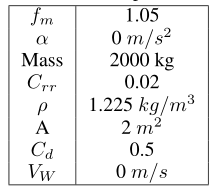 f_m 1.05
α 0 m/s²
Mass 2000 kg
C_rr 0.02
ρ 1.225 kg/m³
A 2 m²
C_d 0.5
V_W 0 m/s